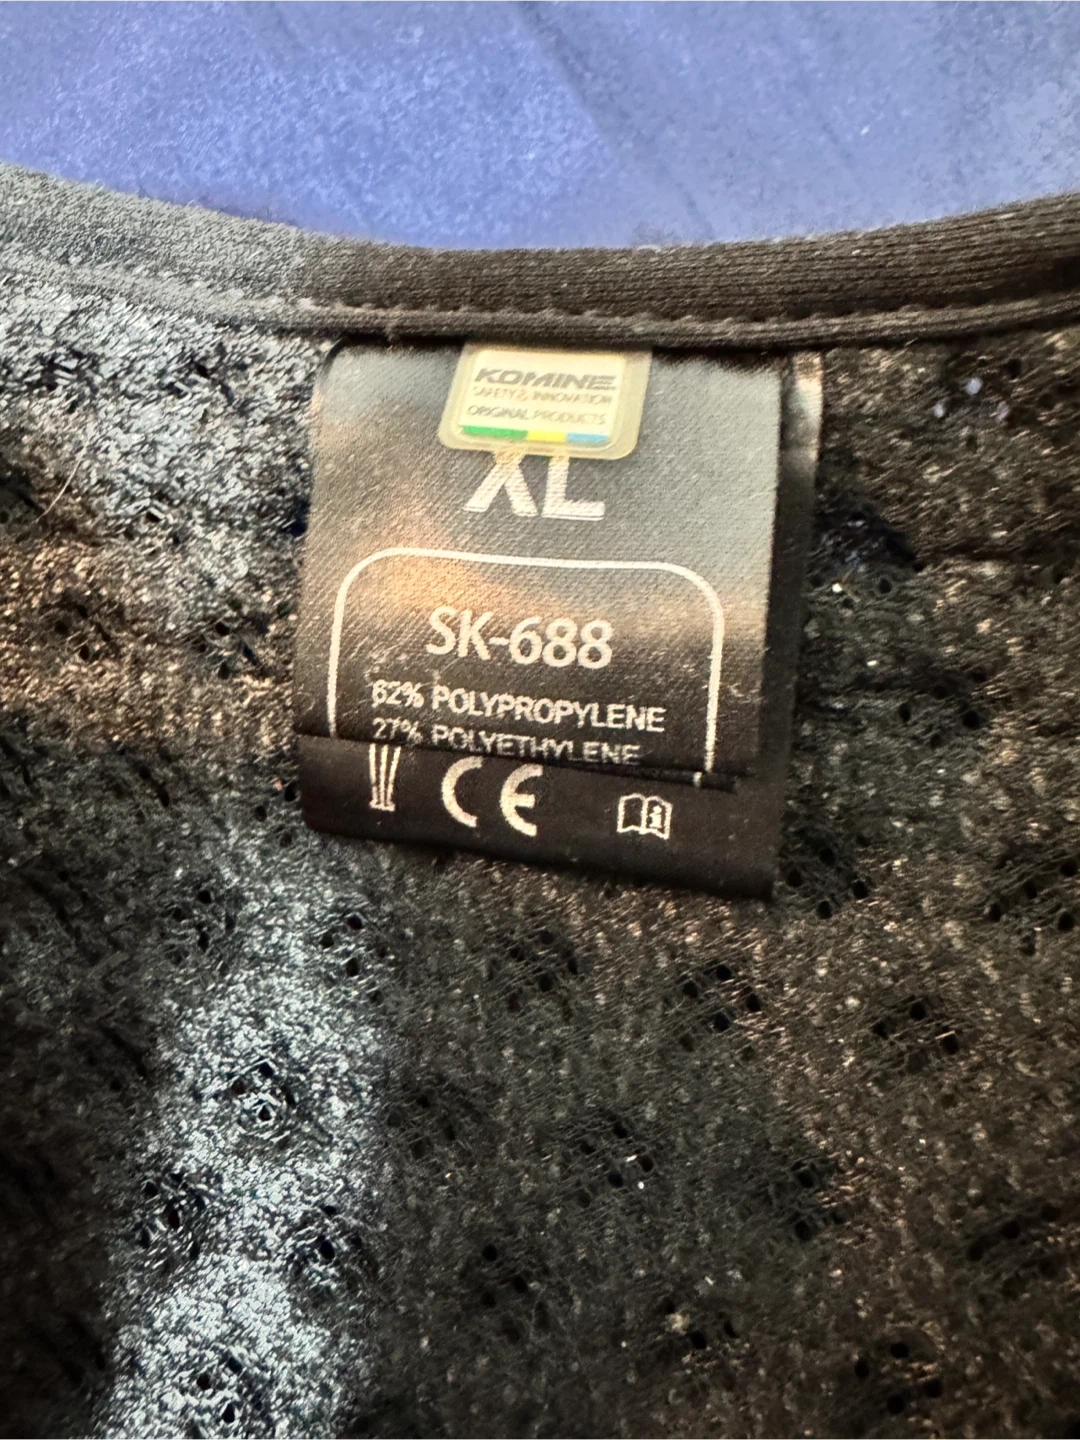 KOMINE
SAFETY & INNOVATION
ORIGINAL PRODUCTS
XL
SK-688
62% POLYPROPYLENE
27% POLYETHYLENE
CE